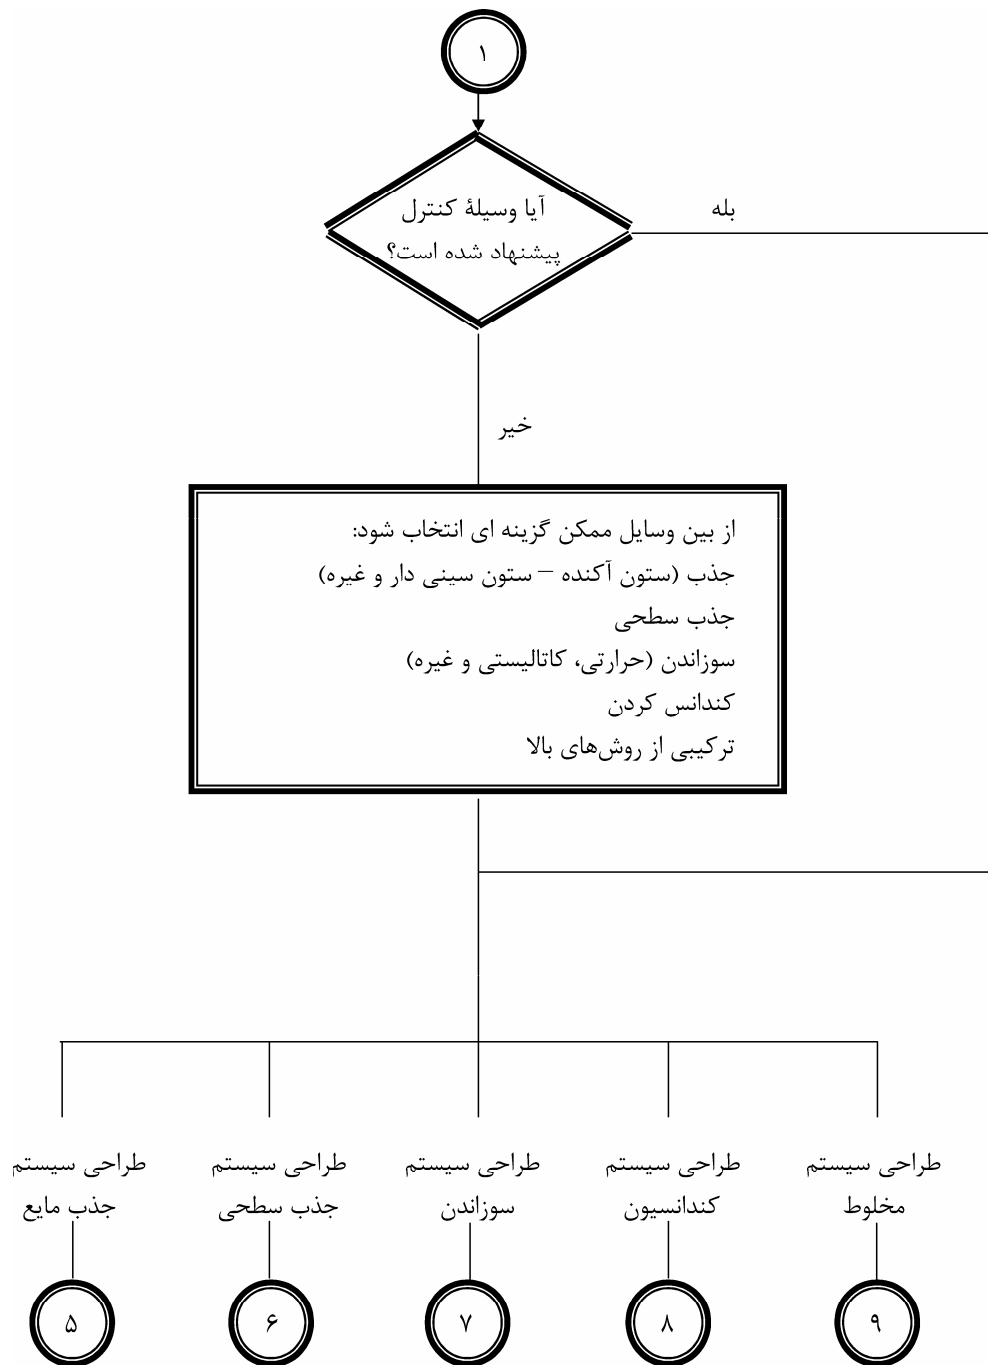 ۱
آیا وسیلهٔ کنترل
پیشنهاد شده است؟
بله
خیر
از بین وسایل ممکن گزینه ای انتخاب شود:
جذب (ستون آکنده – ستون سینی دار و غیره)
جذب سطحی
سوزاندن (حرارتی، کاتالیستی و غیره)
کندانس کردن
ترکیبی از روش‌های بالا
طراحی سیستم
مخلوط
۹
طراحی سیستم
کندانسیون
۸
طراحی سیستم
سوزاندن
۷
طراحی سیستم
جذب سطحی
۶
طراحی سیستم
جذب مایع
۵